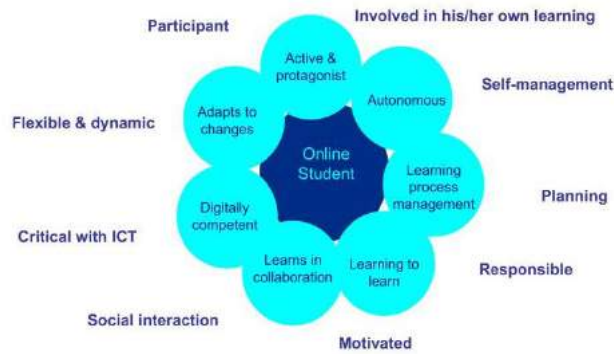 Involved in his/her own learning
Participant
Active &
protagonist
Self-management
Adapts to
changes
Autonomous
Flexible & dynamic
Online
Student
Learning
process
management
Planning
Digitally
competent
Critical with ICT
Learns in
collaboration
Learning to
learn
Responsible
Social interaction
Motivated